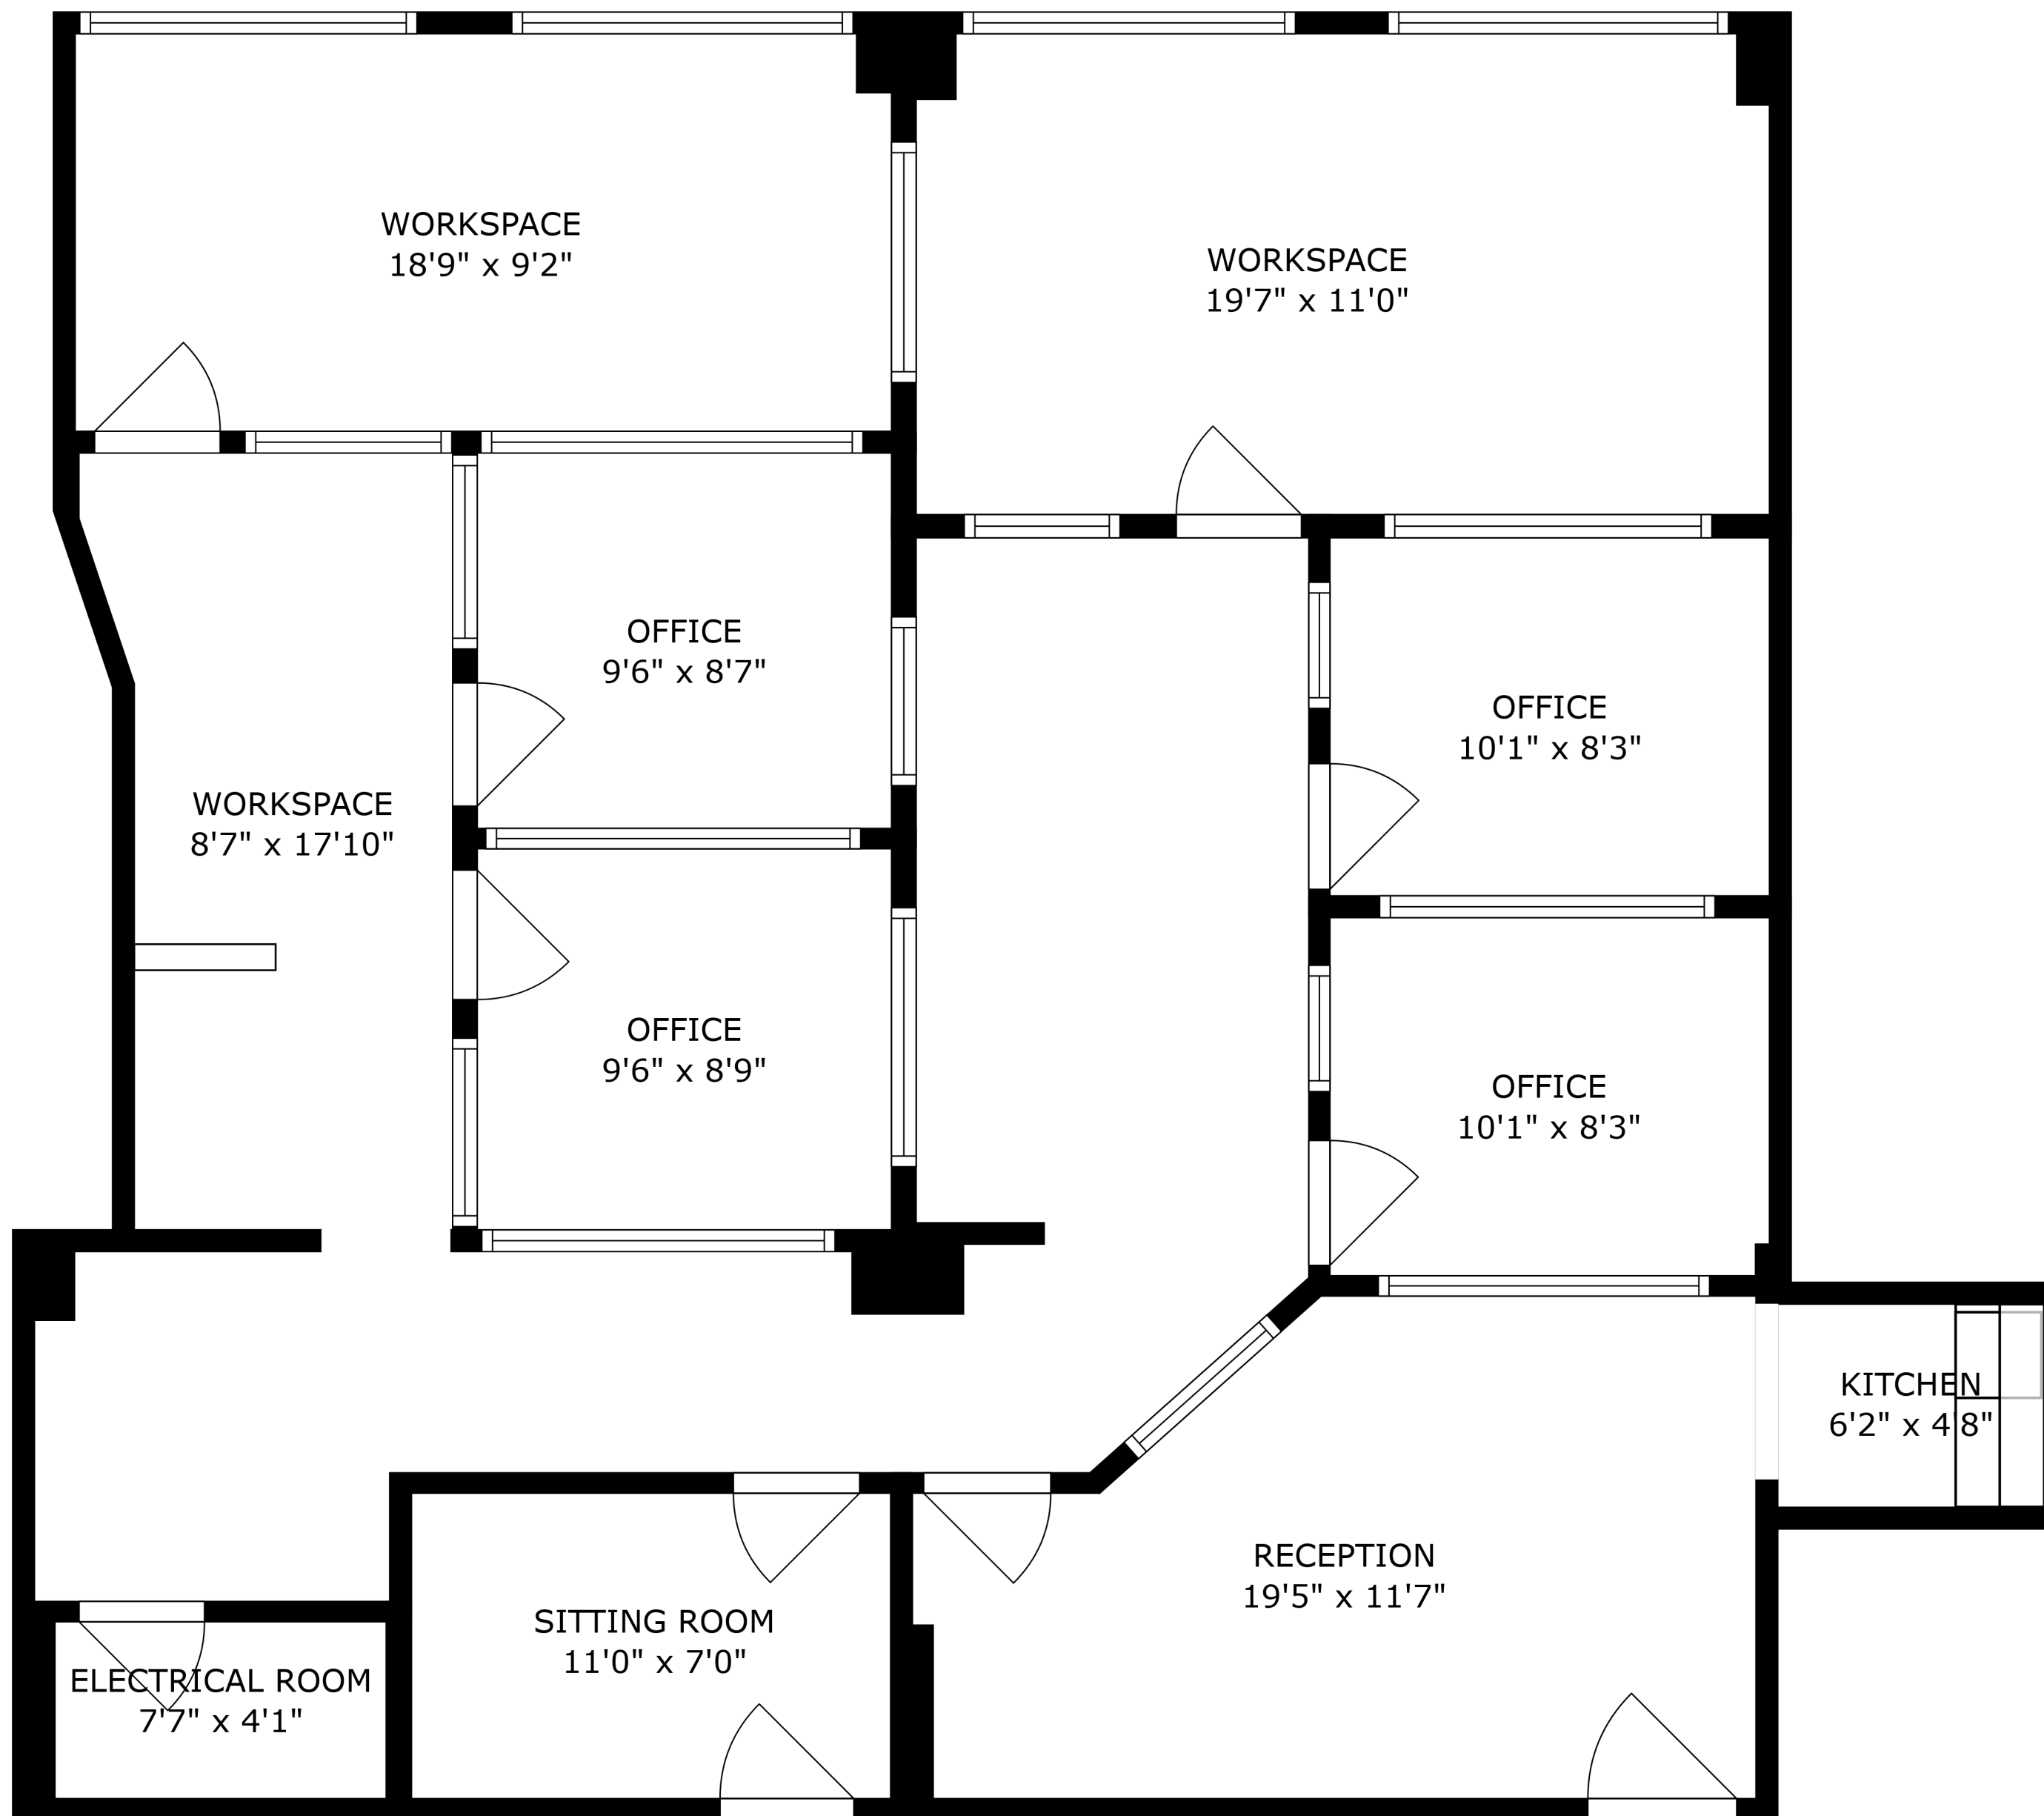 WORKSPACE
18'9" x 9'2"
WORKSPACE
19'7" x 11'0"
OFFICE
9'6" x 8'7"
OFFICE
10'1" x 8'3"
WORKSPACE
8'7" x 17'10"
OFFICE
9'6" x 8'9"
OFFICE
10'1" x 8'3"
KITCHEN
6'2" x 4'8"
RECEPTION
19'5" x 11'7"
SITTING ROOM
11'0" x 7'0"
ELECTRICAL ROOM
7'7" x 4'1"